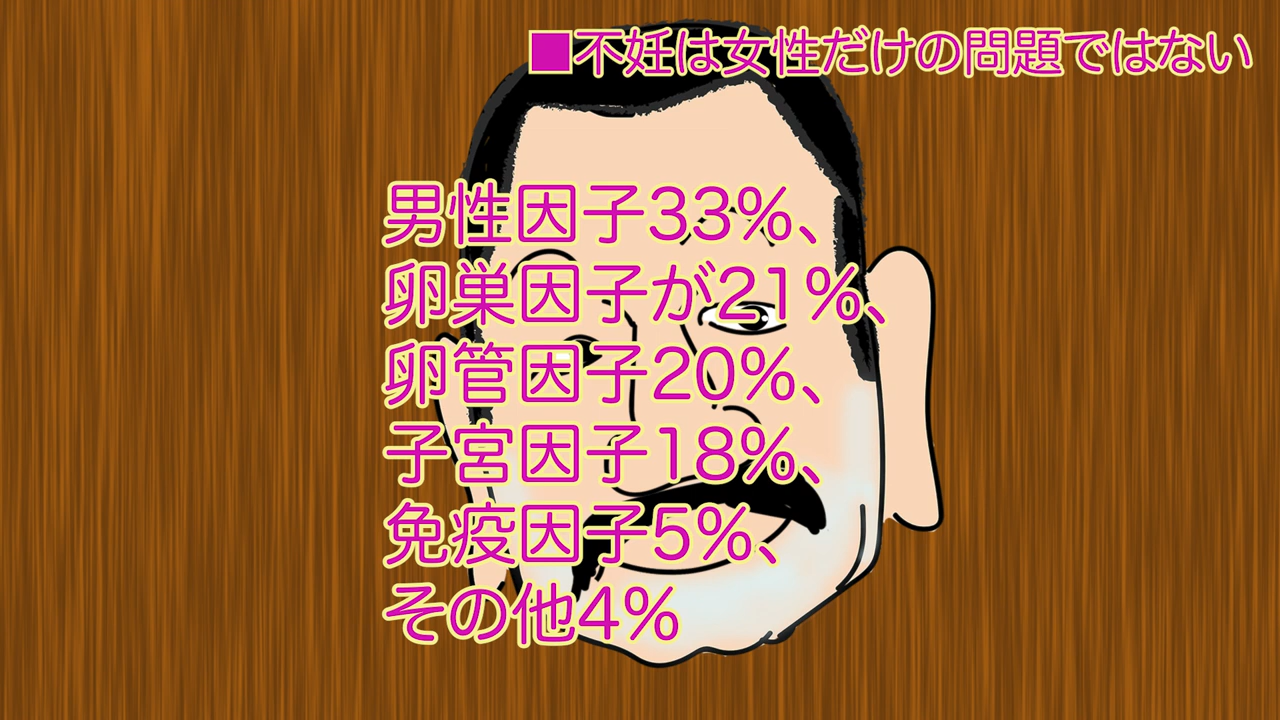 ■不妊は女性だけの問題ではない
男性因子33%、
卵巣因子が21%、
卵管因子20%、
子宮因子18%、
免疫因子5%、
その他4%